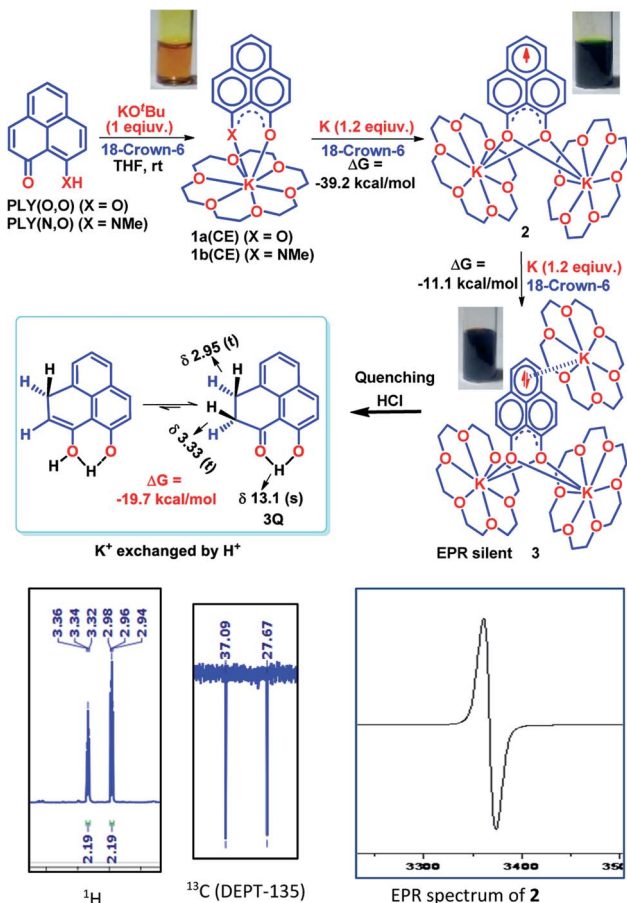 KOtBu
(1 eqiuv.)
18-Crown-6
THF, rt
O
XH
PLY(O,O) (X = O)
PLY(N,O) (X = NMe)
X
O
K
O
O
O
O
O
O
1a(CE) (X = O)
1b(CE) (X = NMe)
K (1.2 eqiuv.)
18-Crown-6
ΔG =
-39.2 kcal/mol
O
O
K
K
O
O
O
O
O
O
O
O
O
O
O
O
2
ΔG =
-11.1 kcal/mol
K (1.2 eqiuv.)
18-Crown-6
K
O
O
O
O
O
O
O
O
K
K
O
O
O
O
O
O
O
O
O
O
O
O
EPR silent 3
Quenching
HCl
H
H
H
O
O
H
H
δ 2.95 (t)
H
H
H
H
δ 3.33 (t)
O
O
H
ΔG =
-19.7 kcal/mol
δ 13.1 (s)
3Q
K+ exchanged by H+
3.36
3.34
3.32
2.98
2.96
2.94
2.19
2.19
1H
37.09
27.67
13C (DEPT-135)
3300
3400
350
EPR spectrum of 2